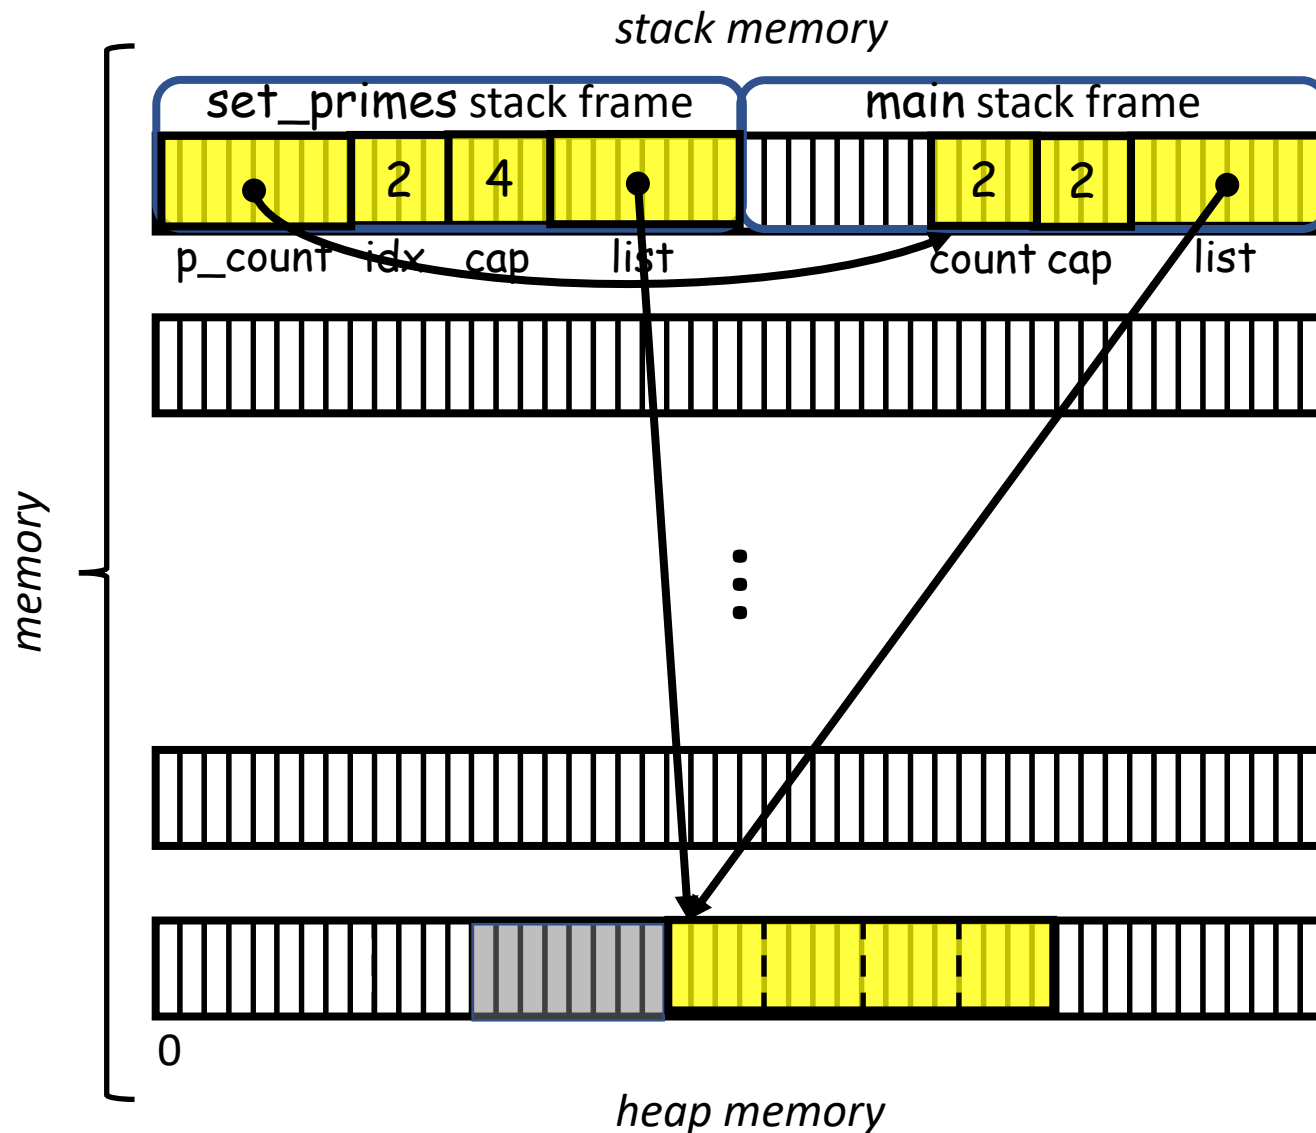 stack memory
set_primes stack frame main stack frame
2 4 2 2
p_count idx cap list count cap list
memory
0
heap memory